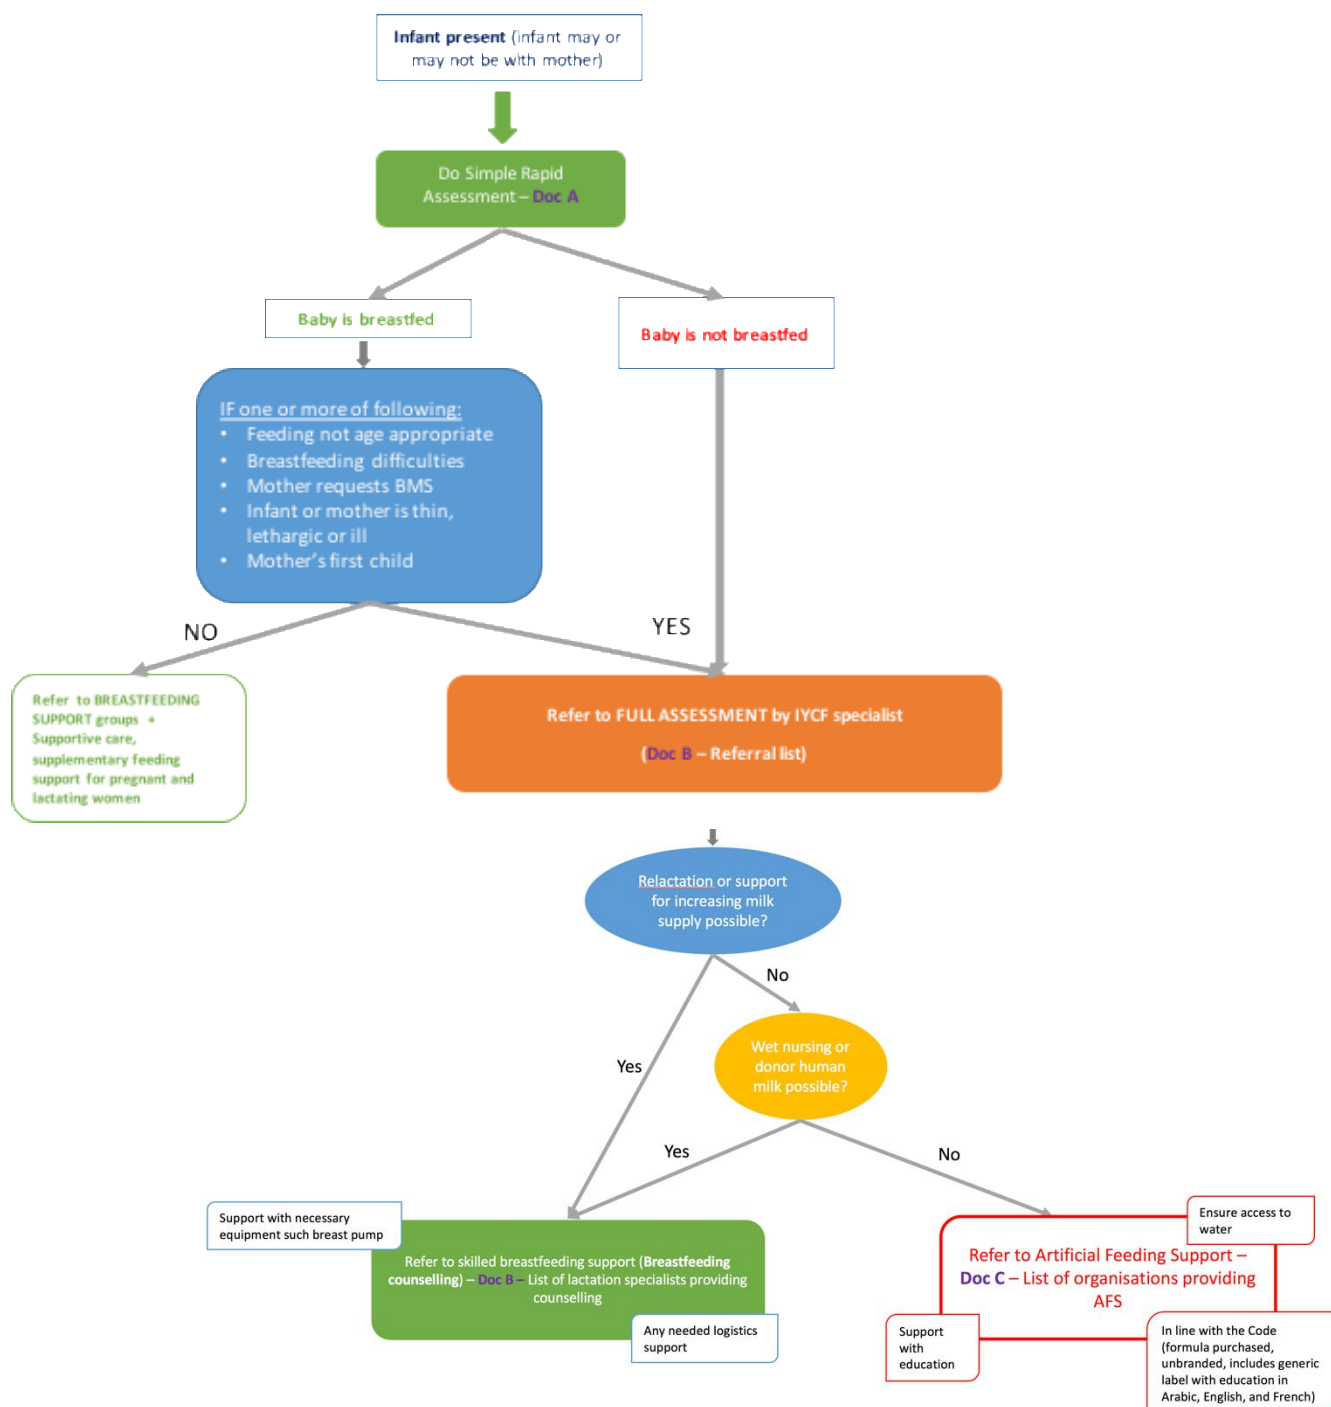 Infant present (infant may or
may not be with mother)
Do Simple Rapid
Assessment – Doc A
Baby is breastfed
Baby is not breastfed
IF one or more of following:
• Feeding not age appropriate
• Breastfeeding difficulties
• Mother requests BMS
• Infant or mother is thin,
lethargic or ill
• Mother's first child
NO
YES
Refer to BREASTFEEDING
SUPPORT groups +
Supportive care,
supplementary feeding
support for pregnant and
lactating women
Refer to FULL ASSESSMENT by IYCF specialist
(Doc B – Referral list)
Relactation or support
for increasing milk
supply possible?
No
Wet nursing or
donor human
milk possible?
Yes
Yes
No
Support with necessary
equipment such breast pump
Refer to skilled breastfeeding support (Breastfeeding
counselling) – Doc B – List of lactation specialists providing
counselling
Any needed logistics
support
Ensure access to
water
Refer to Artificial Feeding Support –
Doc C – List of organisations providing
AFS
Support
with
education
In line with the Code
(formula purchased,
unbranded, includes generic
label with education in
Arabic, English, and French)